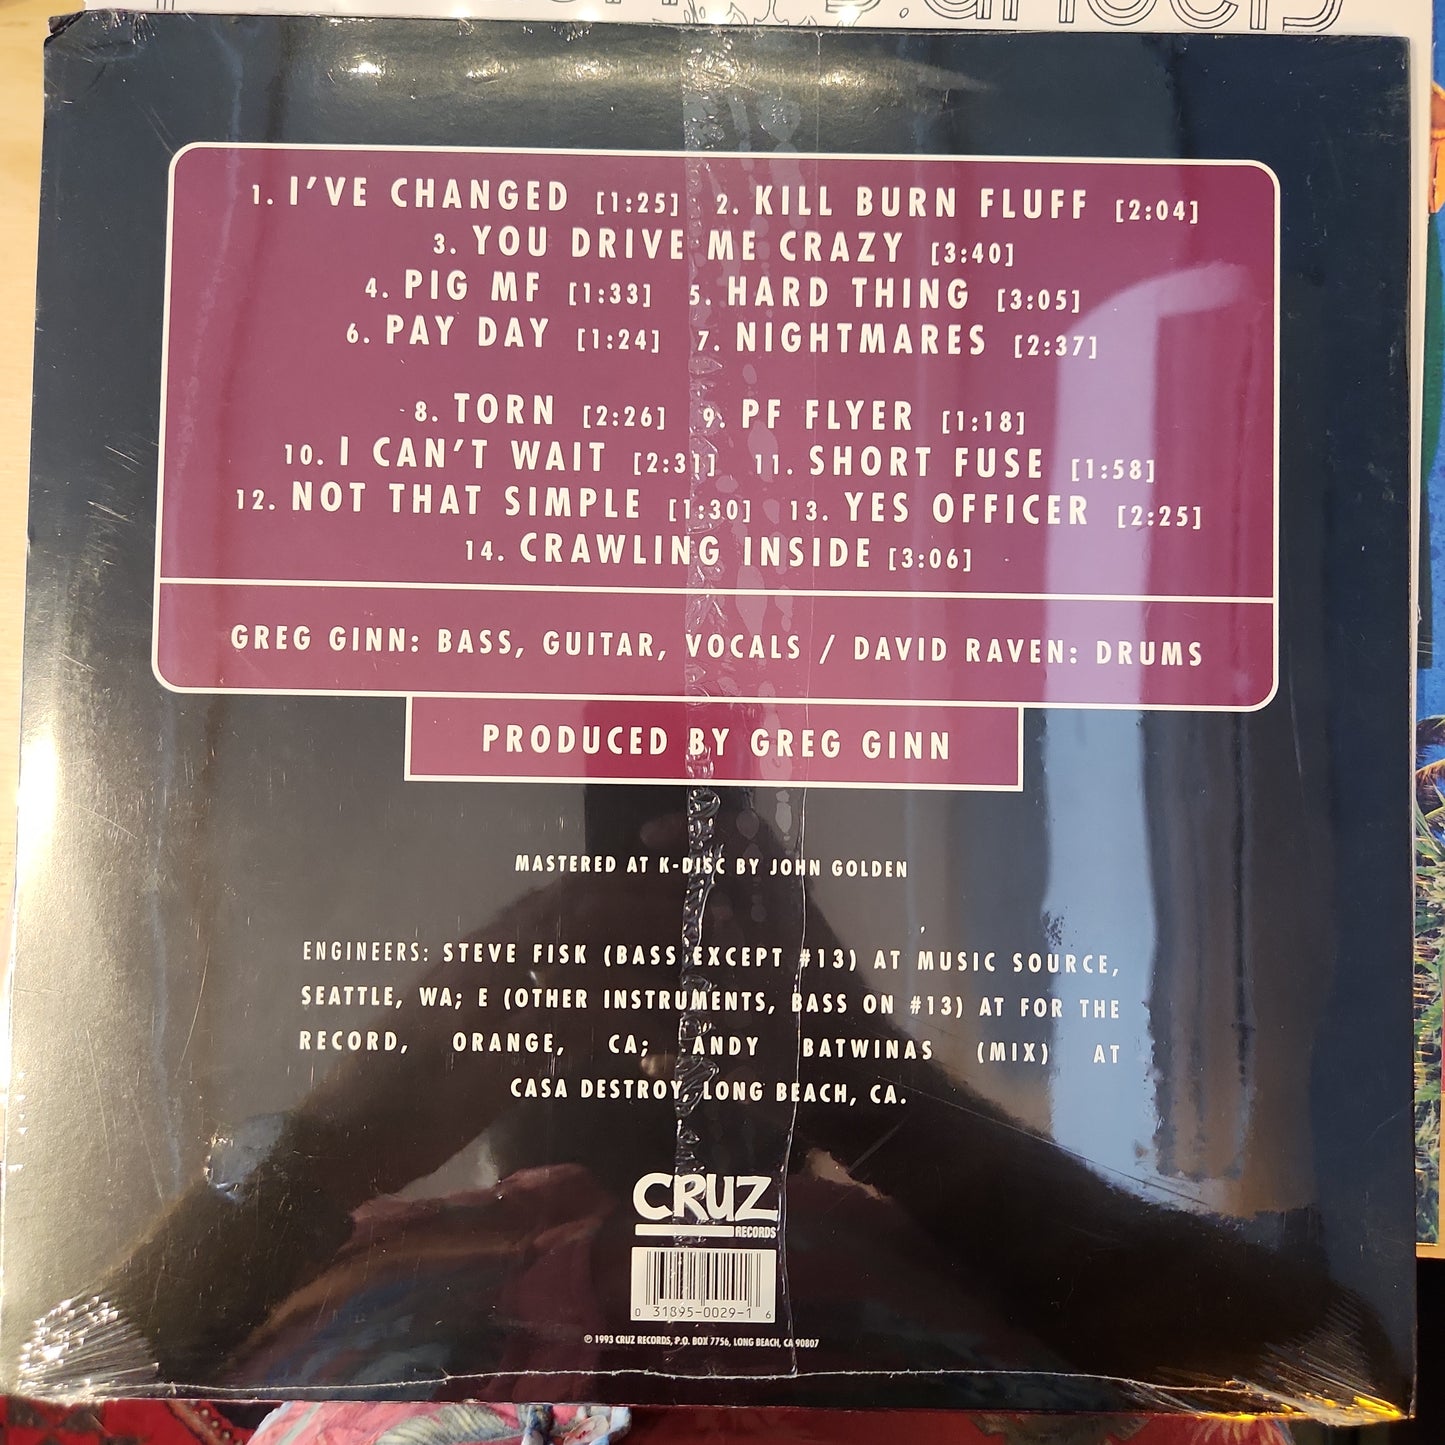 1. I'VE CHANGED [1:25] 2. KILL BURN FLUFF [2:04]
3. YOU DRIVE ME CRAZY [3:40]
4. PIG MF [1:33] 5. HARD THING [3:05]
6. PAY DAY [1:24] 7. NIGHTMARES [2:37]
8. TORN [2:26] 9. PF FLYER [1:18]
10. I CAN'T WAIT [2:31] 11. SHORT FUSE [1:58]
12. NOT THAT SIMPLE [1:30] 13. YES OFFICER [2:25]
14. CRAWLING INSIDE [3:06]
GREG GINN: BASS, GUITAR, VOCALS / DAVID RAVEN: DRUMS
PRODUCED BY GREG GINN
MASTERED AT K-DISC BY JOHN GOLDEN
ENGINEERS: STEVE FISK (BASS EXCEPT #13) AT MUSIC SOURCE,
SEATTLE, WA; E (OTHER INSTRUMENTS, BASS ON #13) AT FOR THE
RECORD, ORANGE, CA; ANDY BATWINAS (MIX) AT
CASA DESTROY, LONG BEACH, CA.
CRUZ
RECORDS
0 31895-0029-1 6
℗ 1993 CRUZ RECORDS, P.O. BOX 7756, LONG BEACH, CA 90807